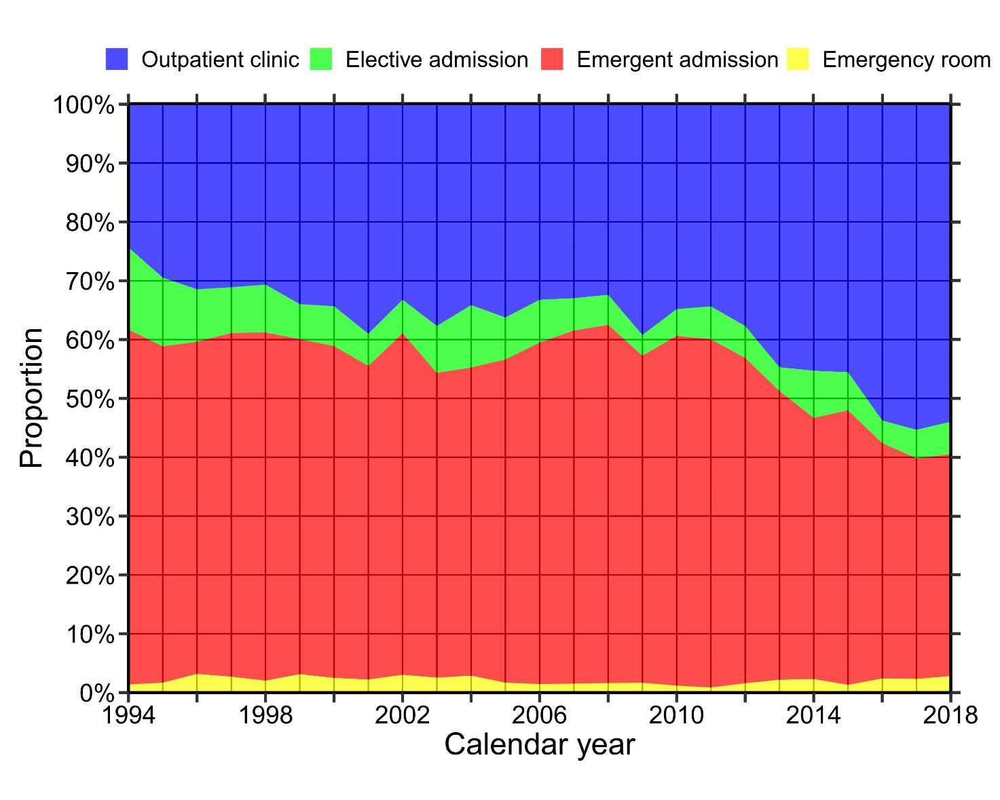 Outpatient clinic Elective admission Emergent admission Emergency room
100%
90%
80%
70%
60%
50%
40%
30%
20%
10%
0%
Proportion
1994 1998 2002 2006 2010 2014 2018
Calendar year